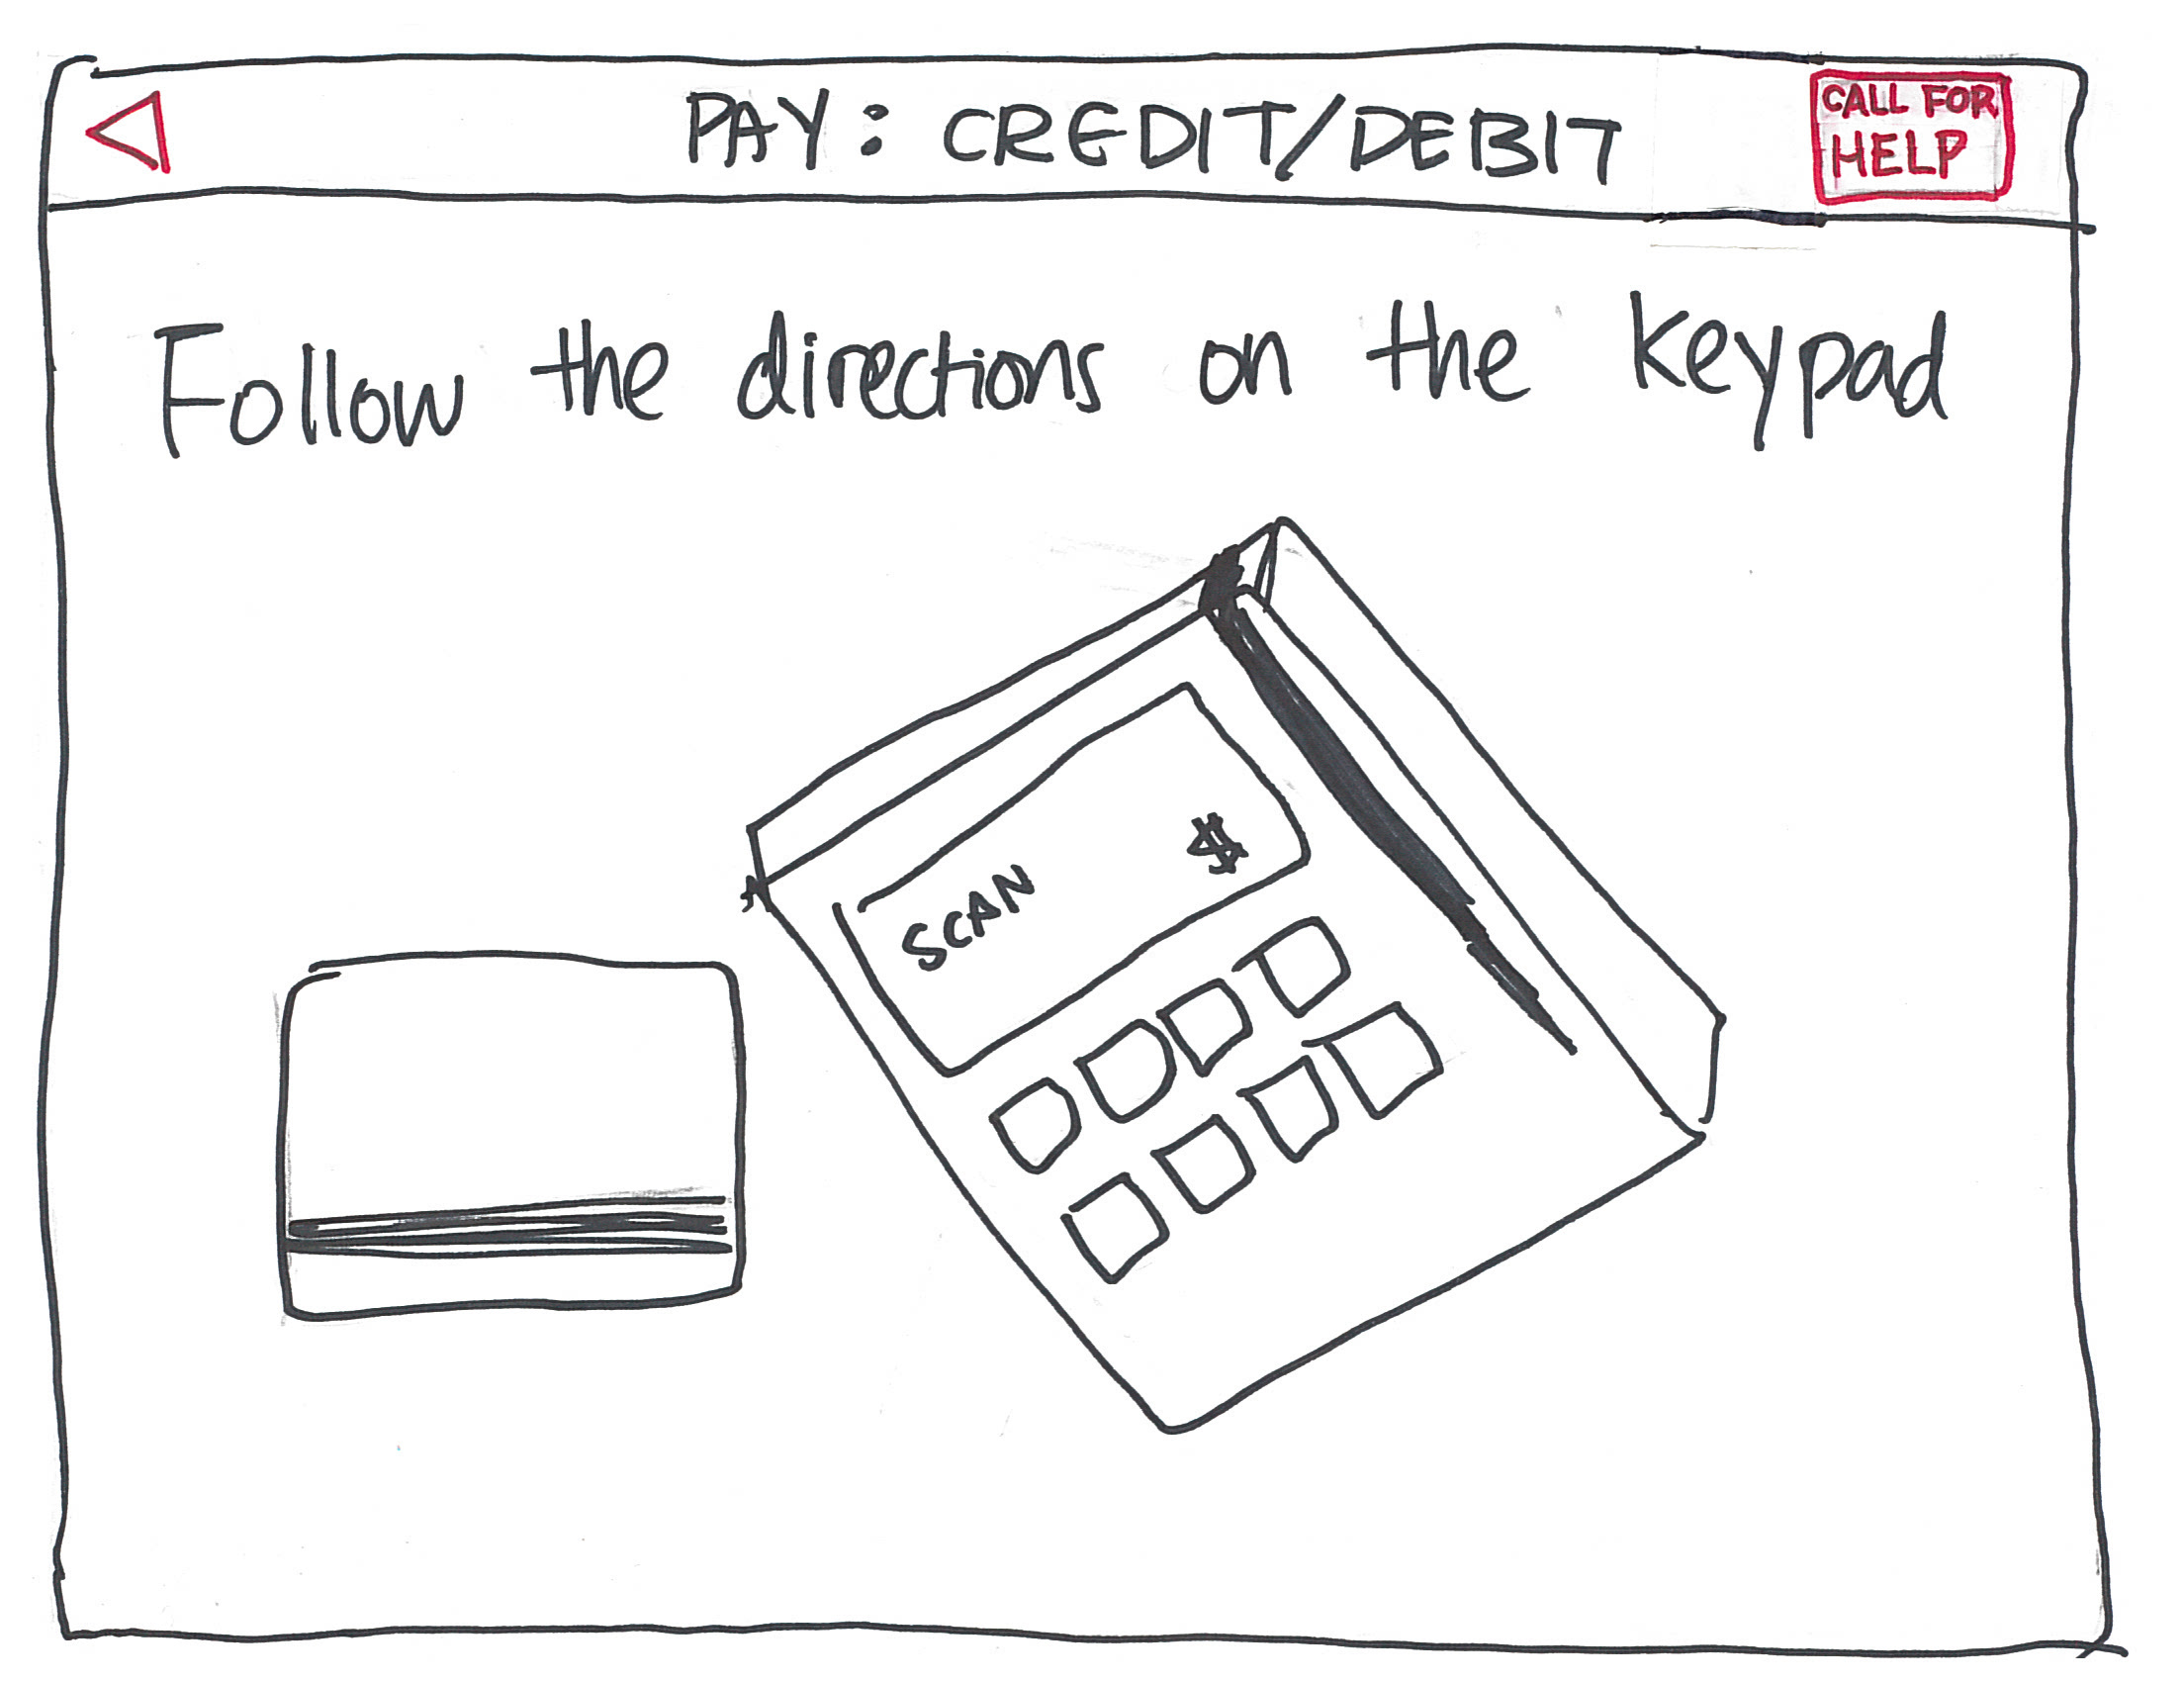 PAY: CREDIT/DEBIT
CALL FOR
HELP
Follow the directions on the keypad
SCAN $